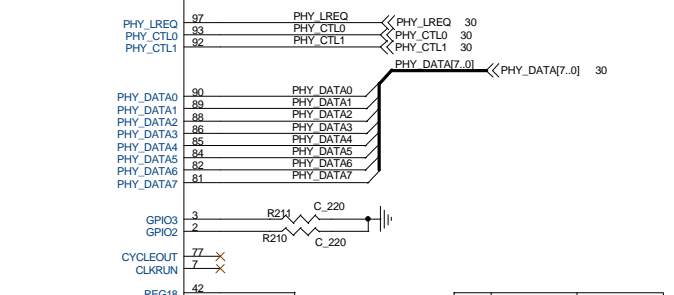 PHY_LREQ 97 PHY_LREQ PHY_LREQ 30
PHY_CTL0 93 PHY_CTL0 PHY_CTL0 30
PHY_CTL1 92 PHY_CTL1 PHY_CTL1 30
PHY_DATA[7..0] PHY_DATA[7..0] 30
PHY_DATA0 90 PHY_DATA0
PHY_DATA1 89 PHY_DATA1
PHY_DATA2 88 PHY_DATA2
PHY_DATA3 86 PHY_DATA3
PHY_DATA4 85 PHY_DATA4
PHY_DATA5 84 PHY_DATA5
PHY_DATA6 82 PHY_DATA6
PHY_DATA7 81 PHY_DATA7
GPIO3 3 R211 C_220
GPIO2 2 R210 C_220
CYCLEOUT 77
CLKRUN 7
REG18 42